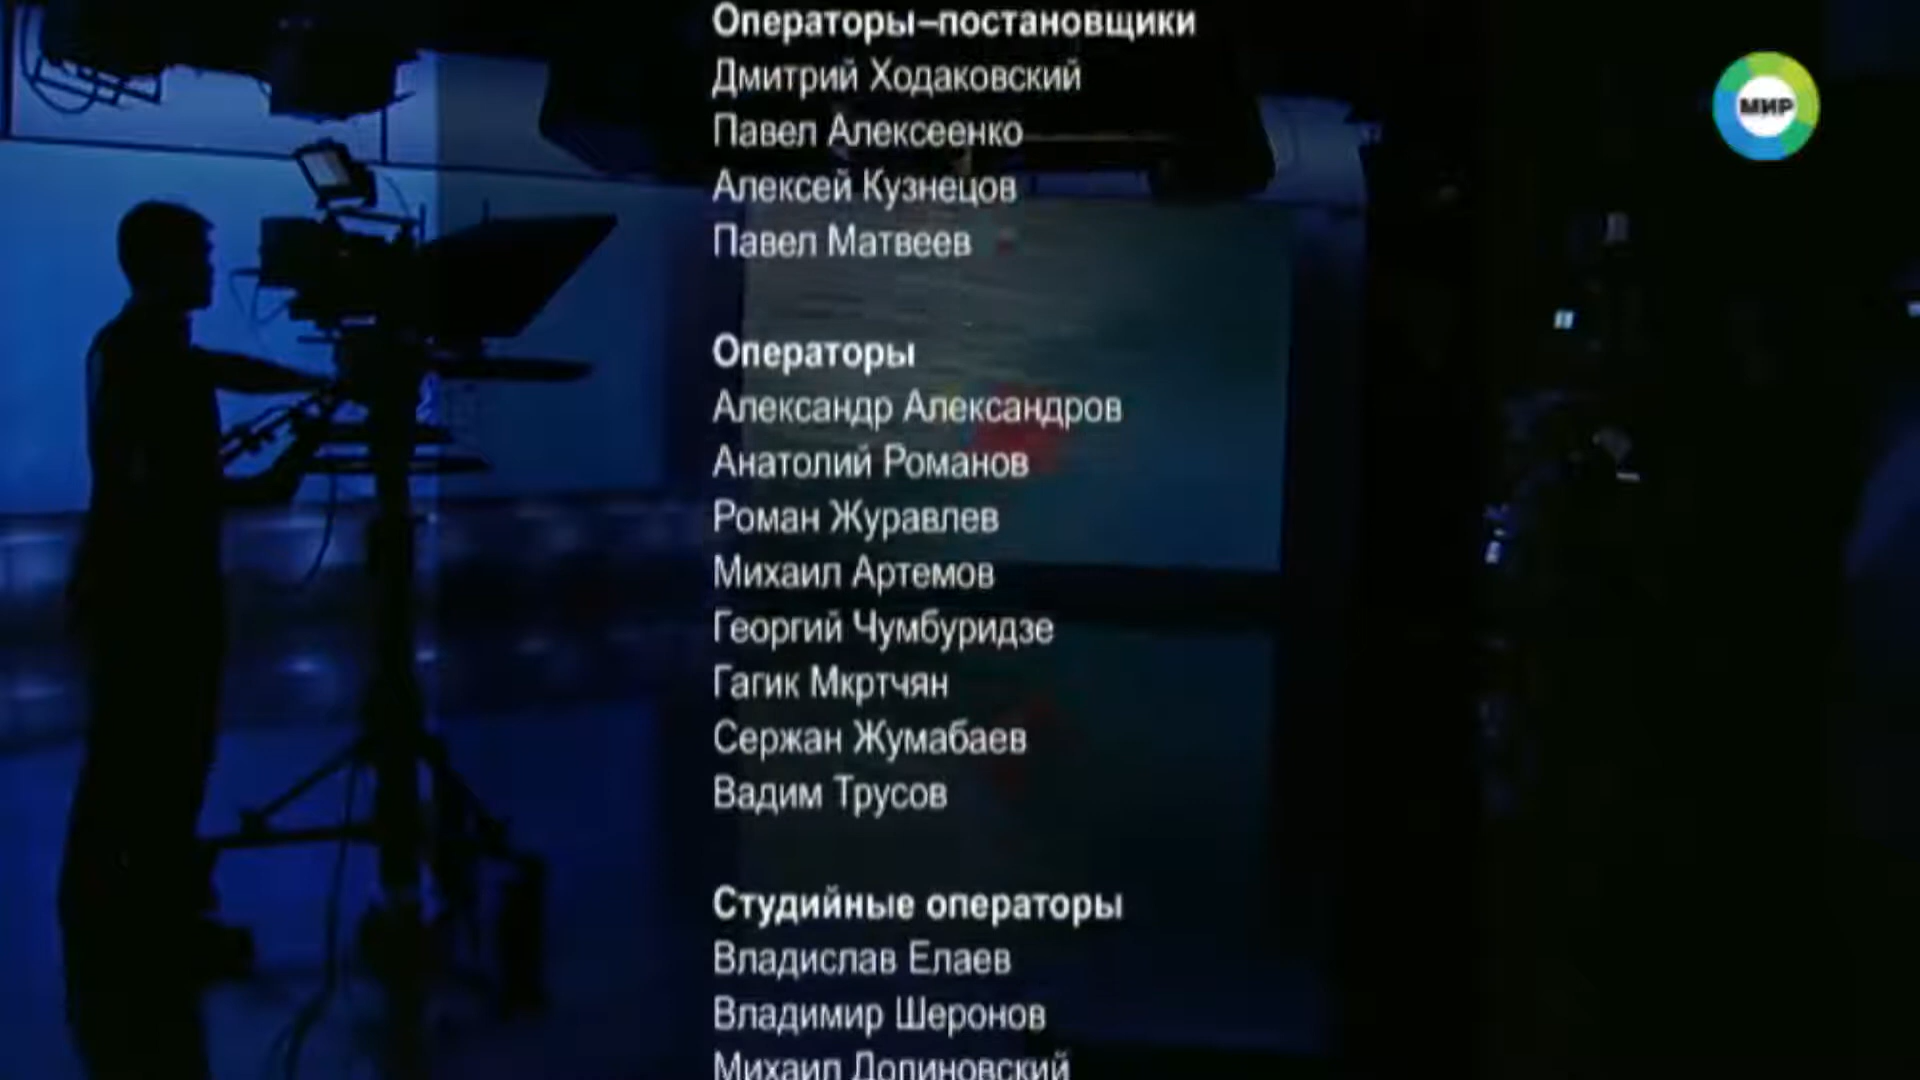 Операторы–постановщики
Дмитрий Ходаковский
Павел Алексеенко
Алексей Кузнецов
Павел Матвеев
МИР
Операторы
Александр Александров
Анатолий Романов
Роман Журавлев
Михаил Артемов
Георгий Чумбуридзе
Гагик Мкртчян
Сержан Жумабаев
Вадим Трусов
Студийные операторы
Владислав Елаев
Владимир Шеронов
Михаил Долиновский